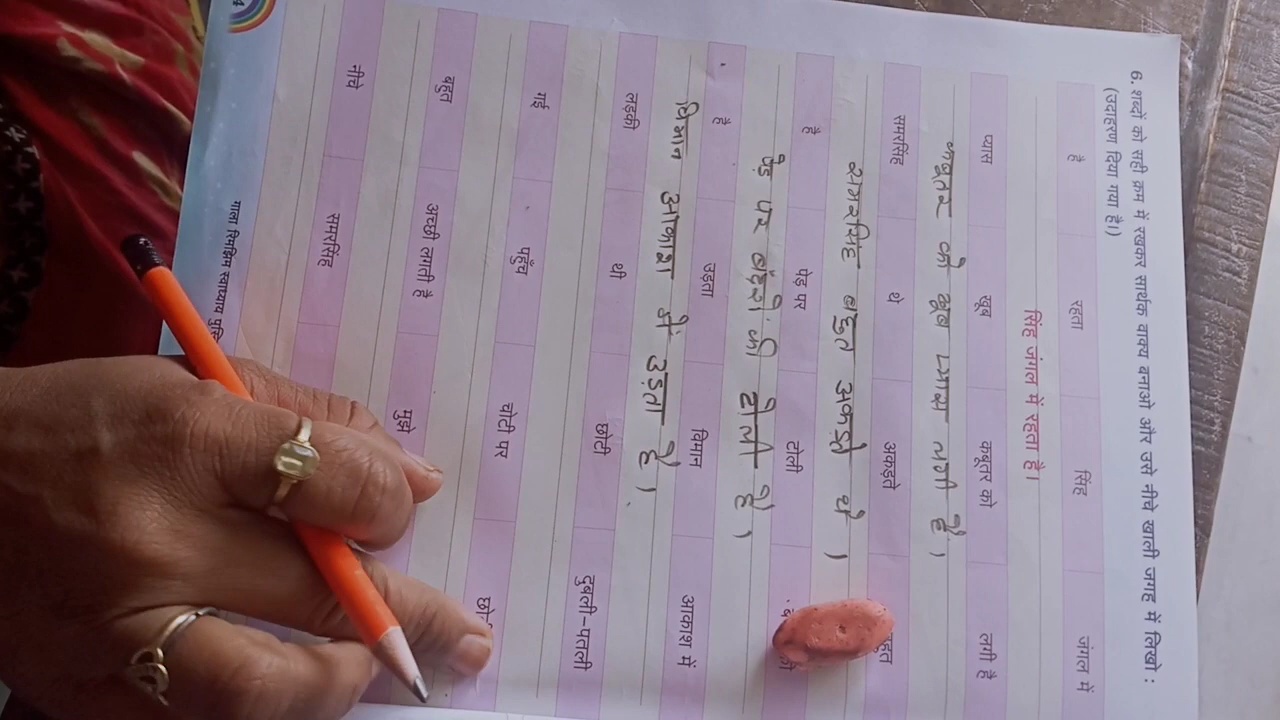 6. शब्दों को सही क्रम में रखकर सार्थक वाक्य बनाओ और उसे नीचे खाली जगह में लिखो :
(उदाहरण दिया गया है।)
है रहता सिंह जंगल में
सिंह जंगल में रहता है।
प्यास खूब कबूतर को लगी है
कबूतर को खूब प्यास लगी है।
समरसिंह थे अकड़ते
समरसिंह बहुत अकड़ते थे।
है पेड़ पर टोली
पेड़ पर बंदरों की टोली है।
है उड़ता विमान आकाश में
विमान आकाश में उड़ता है।
लड़की थी छोटी दुबली-पतली
गई पहुँच चोटी पर
बहुत अच्छी लगती है मुझे
नीचे समरसिंह
गाला रिमझिम स्वाध्याय